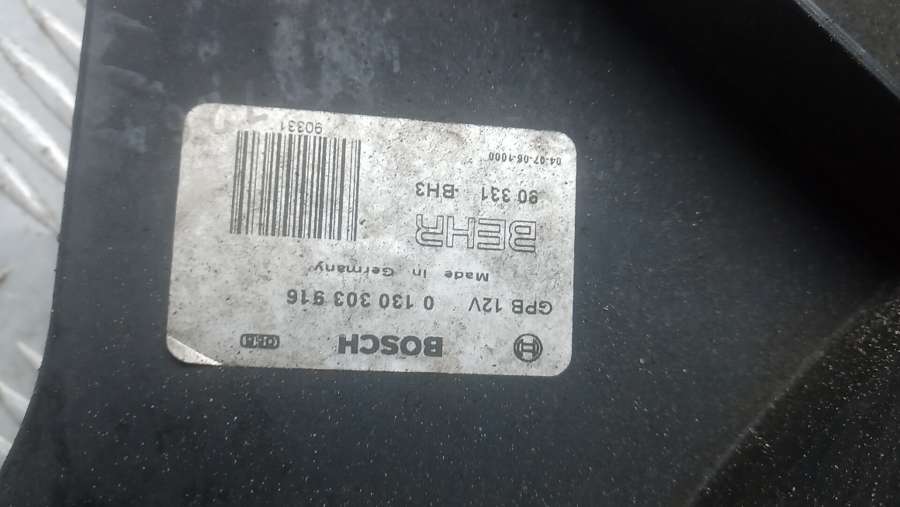 BOSCH
GPB 12V 0 130 303 916
Made in Germany
BEHR
90 331 BH3
04-07-06-1000
90331